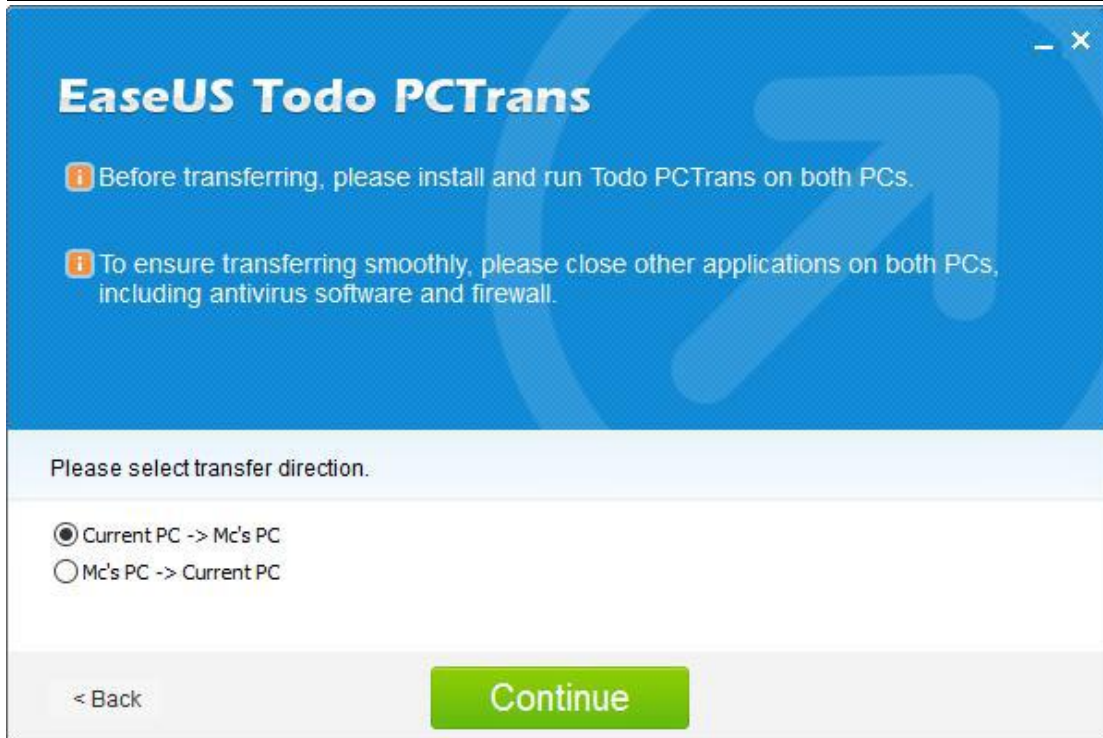 EaseUS Todo PCTrans
Before transferring, please install and run Todo PCTrans on both PCs.
To ensure transferring smoothly, please close other applications on both PCs,
including antivirus software and firewall.
Please select transfer direction.
Current PC -> Mc's PC
Mc's PC -> Current PC
< Back
Continue